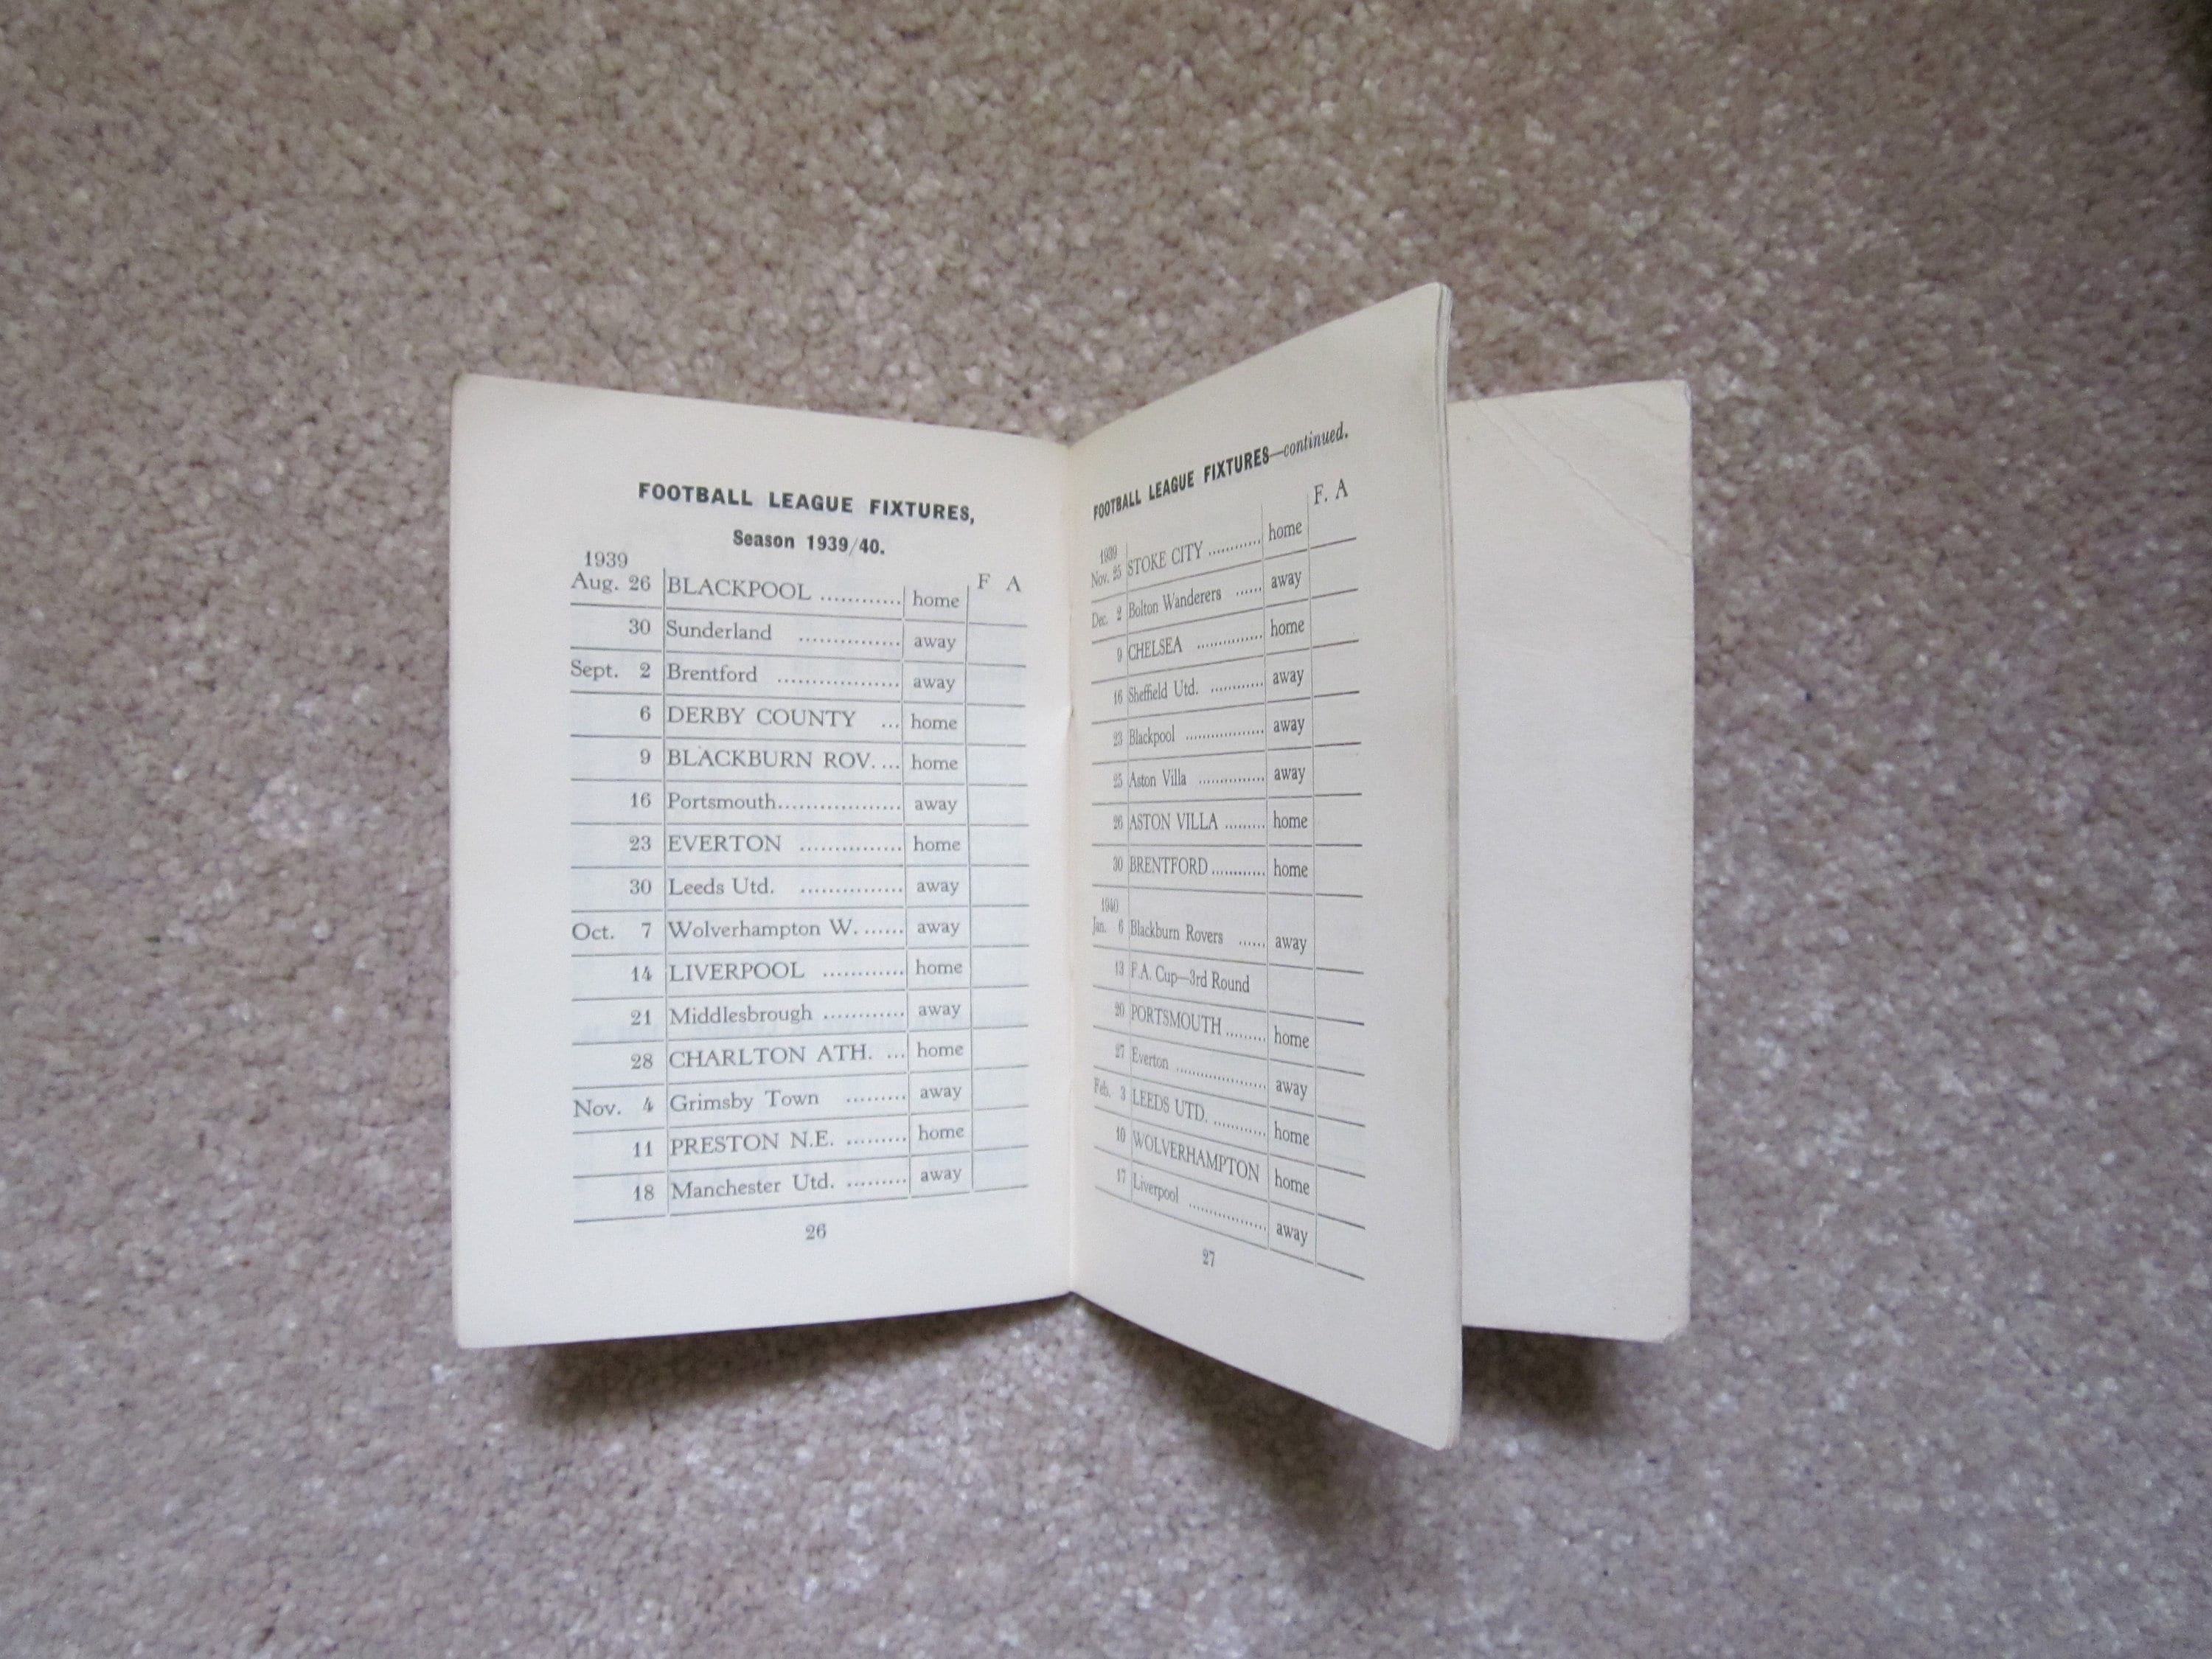 FOOTBALL LEAGUE FIXTURES,
Season 1939/40.
1939
F A
Aug. 26 BLACKPOOL ............ home
30 Sunderland ............... away
Sept. 2 Brentford ................... away
6 DERBY COUNTY ... home
9 BLACKBURN ROV. ... home
16 Portsmouth................... away
23 EVERTON ............... home
30 Leeds Utd. ............... away
Oct. 7 Wolverhampton W. ...... away
14 LIVERPOOL ............ home
21 Middlesbrough ............ away
28 CHARLTON ATH. ... home
Nov. 4 Grimsby Town ......... away
11 PRESTON N.E. ......... home
18 Manchester Utd. ......... away
26
FOOTBALL LEAGUE FIXTURES—continued.
F. A
1939
Nov. 25 STOKE CITY ............ home
Dec. 2 Bolton Wanderers ...... away
9 CHELSEA ............... home
16 Sheffield Utd. ............ away
23 Blackpool .................. away
25 Aston Villa ............... away
26 ASTON VILLA ......... home
30 BRENTFORD ............ home
1940
Jan. 6 Blackburn Rovers ...... away
13 F.A. Cup—3rd Round
20 PORTSMOUTH ......... home
27 Everton ..................... away
Feb. 3 LEEDS UTD. ............ home
10 WOLVERHAMPTON home
17 Liverpool .................. away
27